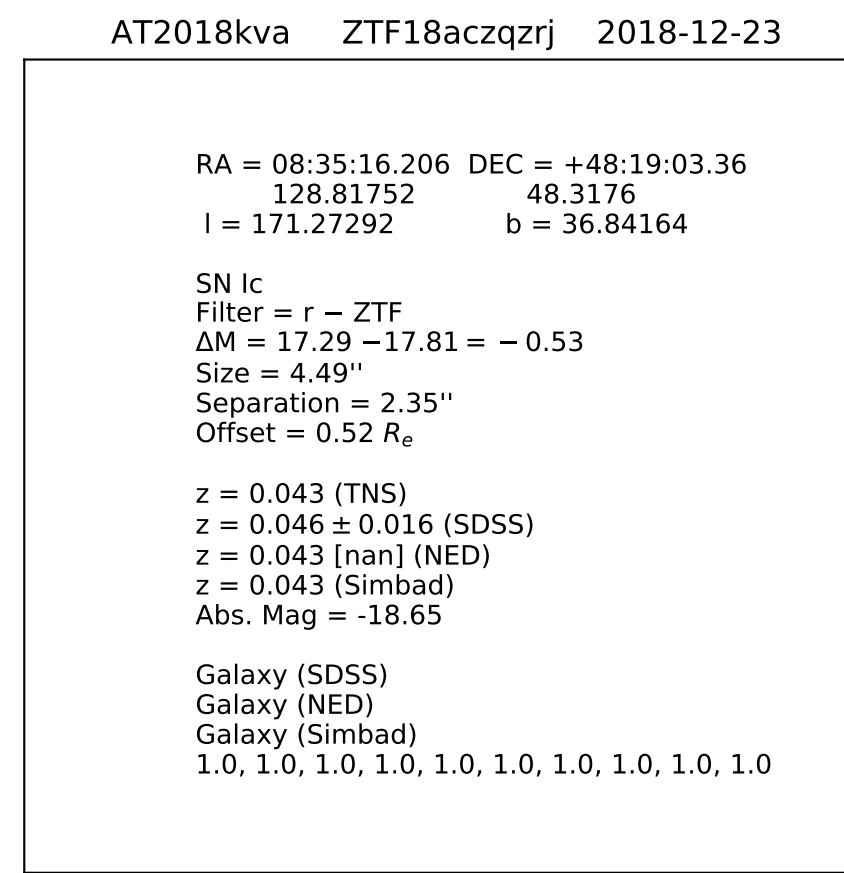 AT2018kva ZTF18aczqzrj 2018-12-23
RA = 08:35:16.206 DEC = +48:19:03.36
128.81752 48.3176
l = 171.27292 b = 36.84164
SN Ic
Filter = r − ZTF
ΔM = 17.29 −17.81 = − 0.53
Size = 4.49''
Separation = 2.35''
Offset = 0.52 Re
z = 0.043 (TNS)
z = 0.046 ± 0.016 (SDSS)
z = 0.043 [nan] (NED)
z = 0.043 (Simbad)
Abs. Mag = -18.65
Galaxy (SDSS)
Galaxy (NED)
Galaxy (Simbad)
1.0, 1.0, 1.0, 1.0, 1.0, 1.0, 1.0, 1.0, 1.0, 1.0